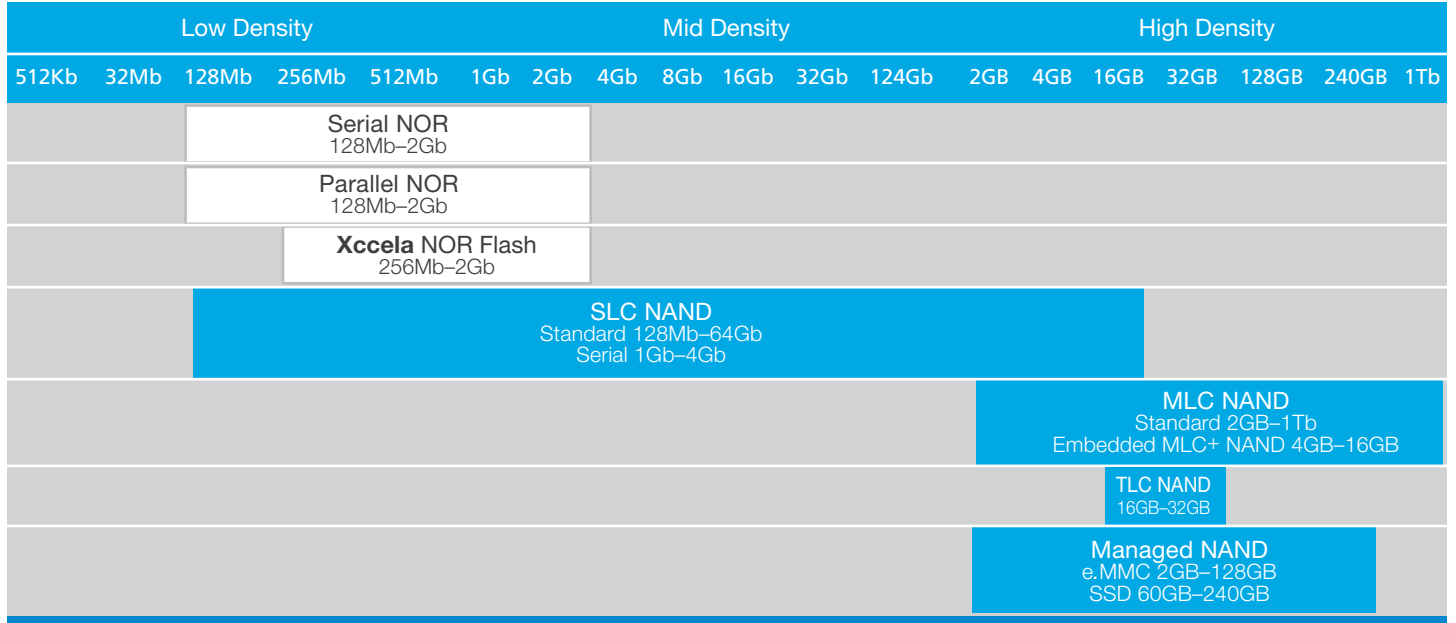 Low Density Mid Density High Density
512Kb 32Mb 128Mb 256Mb 512Mb 1Gb 2Gb 4Gb 8Gb 16Gb 32Gb 124Gb 2GB 4GB 16GB 32GB 128GB 240GB 1Tb
Serial NOR
128Mb–2Gb
Parallel NOR
128Mb–2Gb
Xccela NOR Flash
256Mb–2Gb
SLC NAND
Standard 128Mb–64Gb
Serial 1Gb–4Gb
MLC NAND
Standard 2GB–1Tb
Embedded MLC+ NAND 4GB–16GB
TLC NAND
16GB–32GB
Managed NAND
e.MMC 2GB–128GB
SSD 60GB–240GB